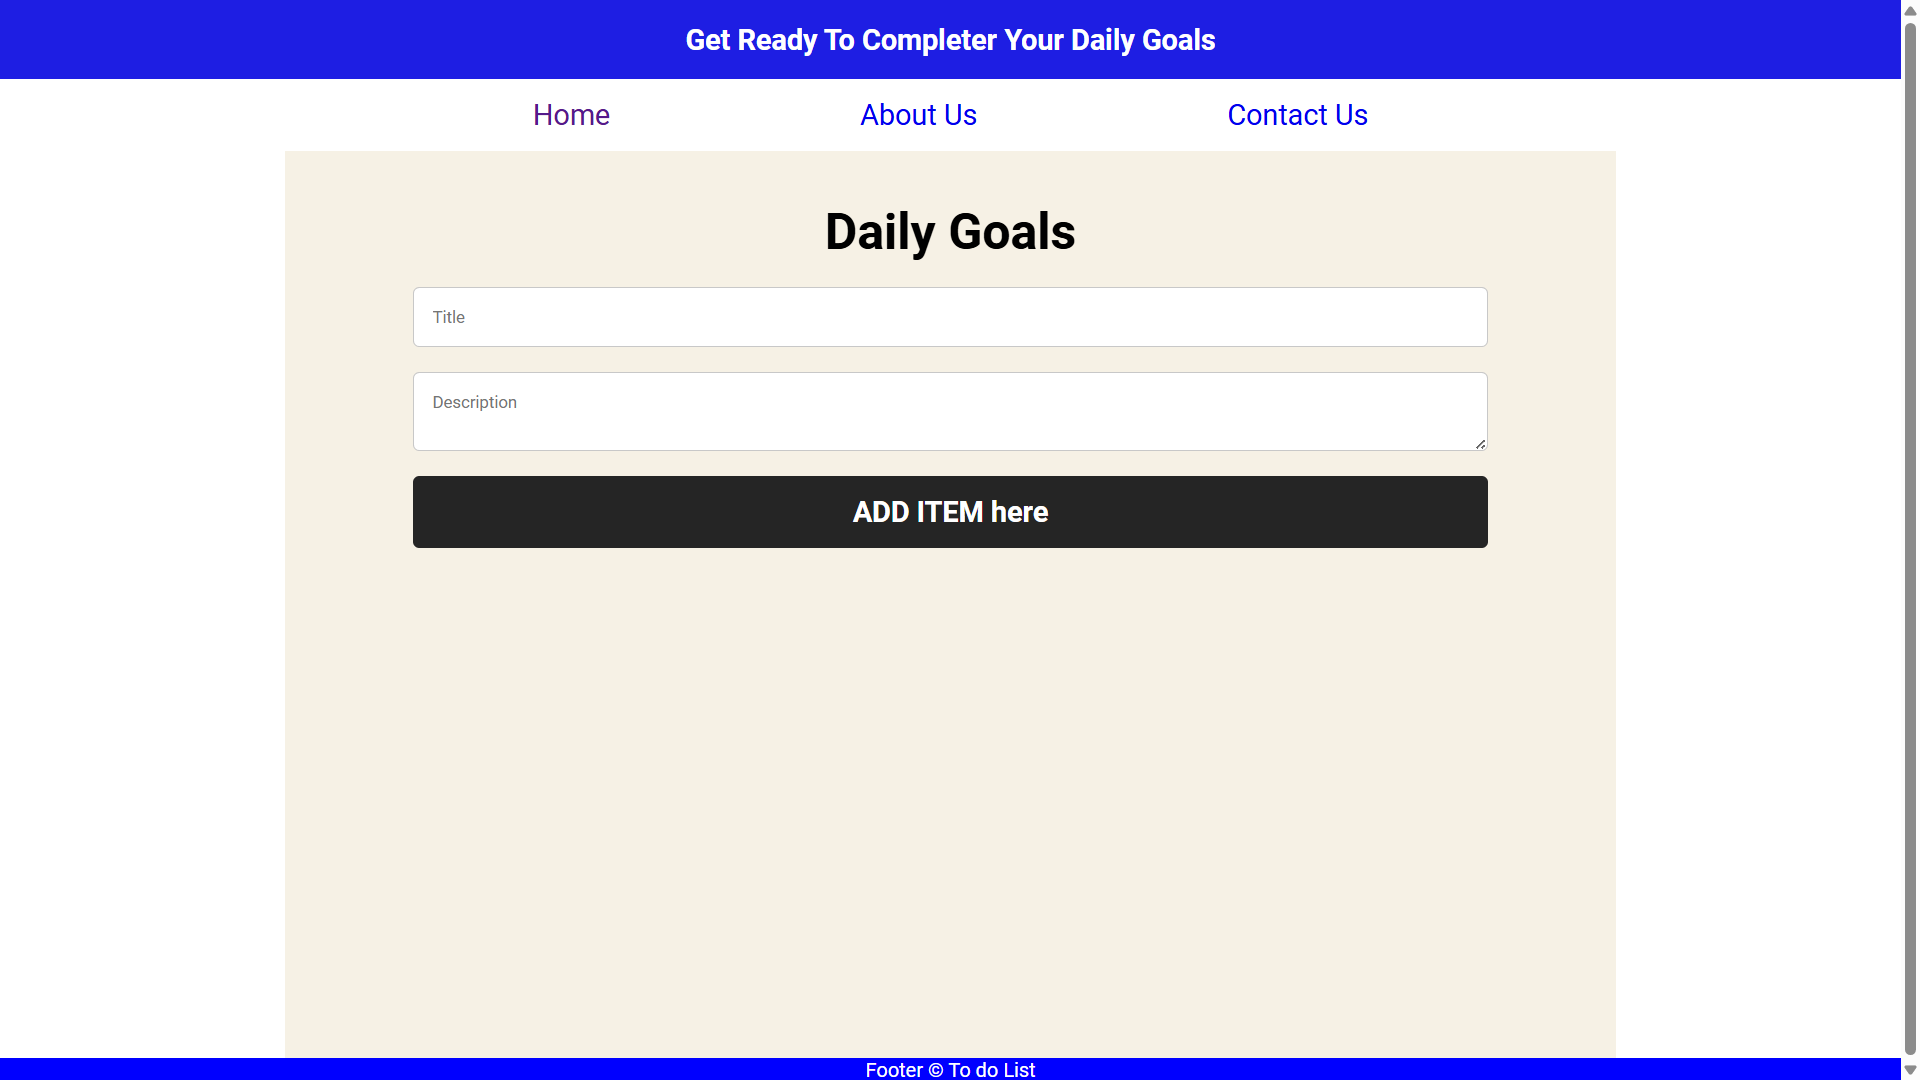 Get Ready To Completer Your Daily Goals
Home About Us Contact Us
Daily Goals
Title
Description
ADD ITEM here
Footer © To do List